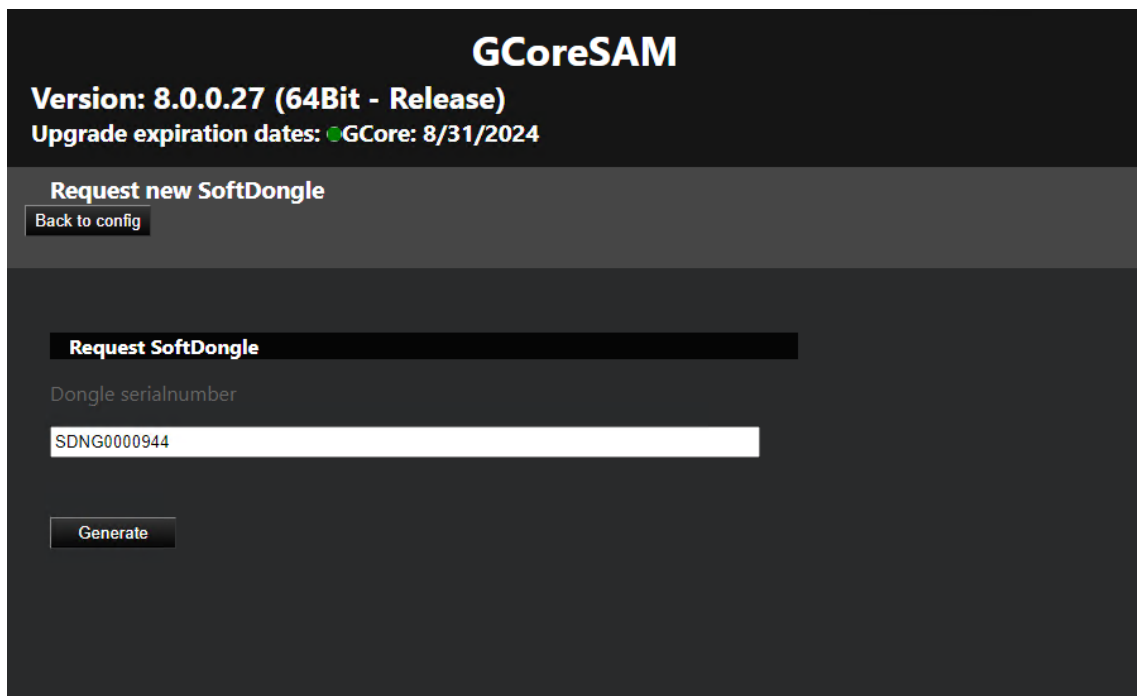 GCoreSAM
Version: 8.0.0.27 (64Bit - Release)
Upgrade expiration dates: GCore: 8/31/2024
Request new SoftDongle
Back to config
Request SoftDongle
Dongle serialnumber
SDNG0000944
Generate